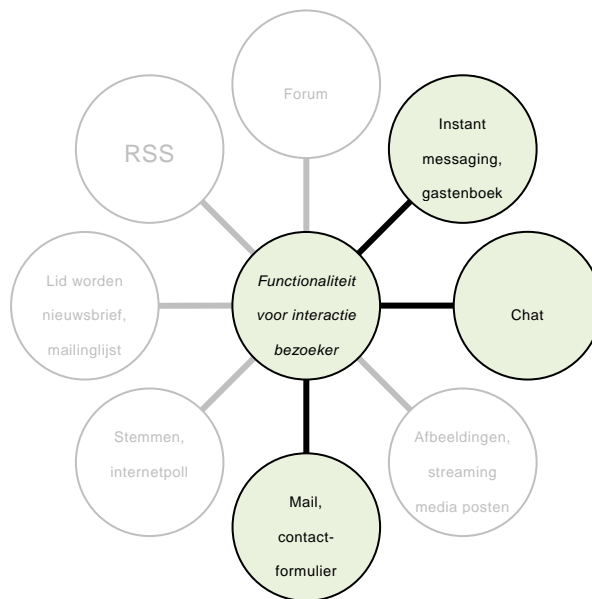 Forum
Instant
messaging,
gastenboek
RSS
Lid worden
nieuwsbrief,
mailinglijst
Functionaliteit
voor interactie
bezoeker
Chat
Stemmen,
internetpoll
Afbeeldingen,
streaming
media posten
Mail,
contact-
formulier